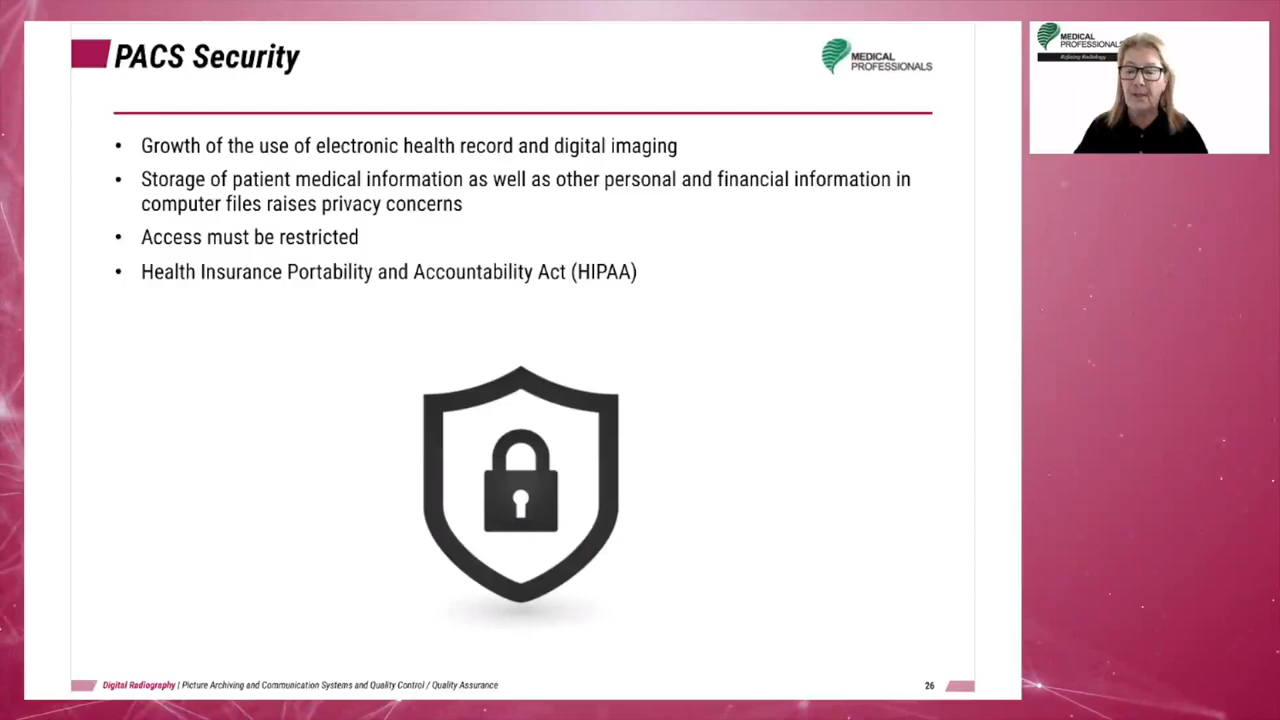 PACS Security
MEDICAL
PROFESSIONALS
• Growth of the use of electronic health record and digital imaging
• Storage of patient medical information as well as other personal and financial information in
computer files raises privacy concerns
• Access must be restricted
• Health Insurance Portability and Accountability Act (HIPAA)
Digital Radiography | Picture Archiving and Communication Systems and Quality Control / Quality Assurance
26
MEDICAL
PROFESSIONALS
Refining Radiology